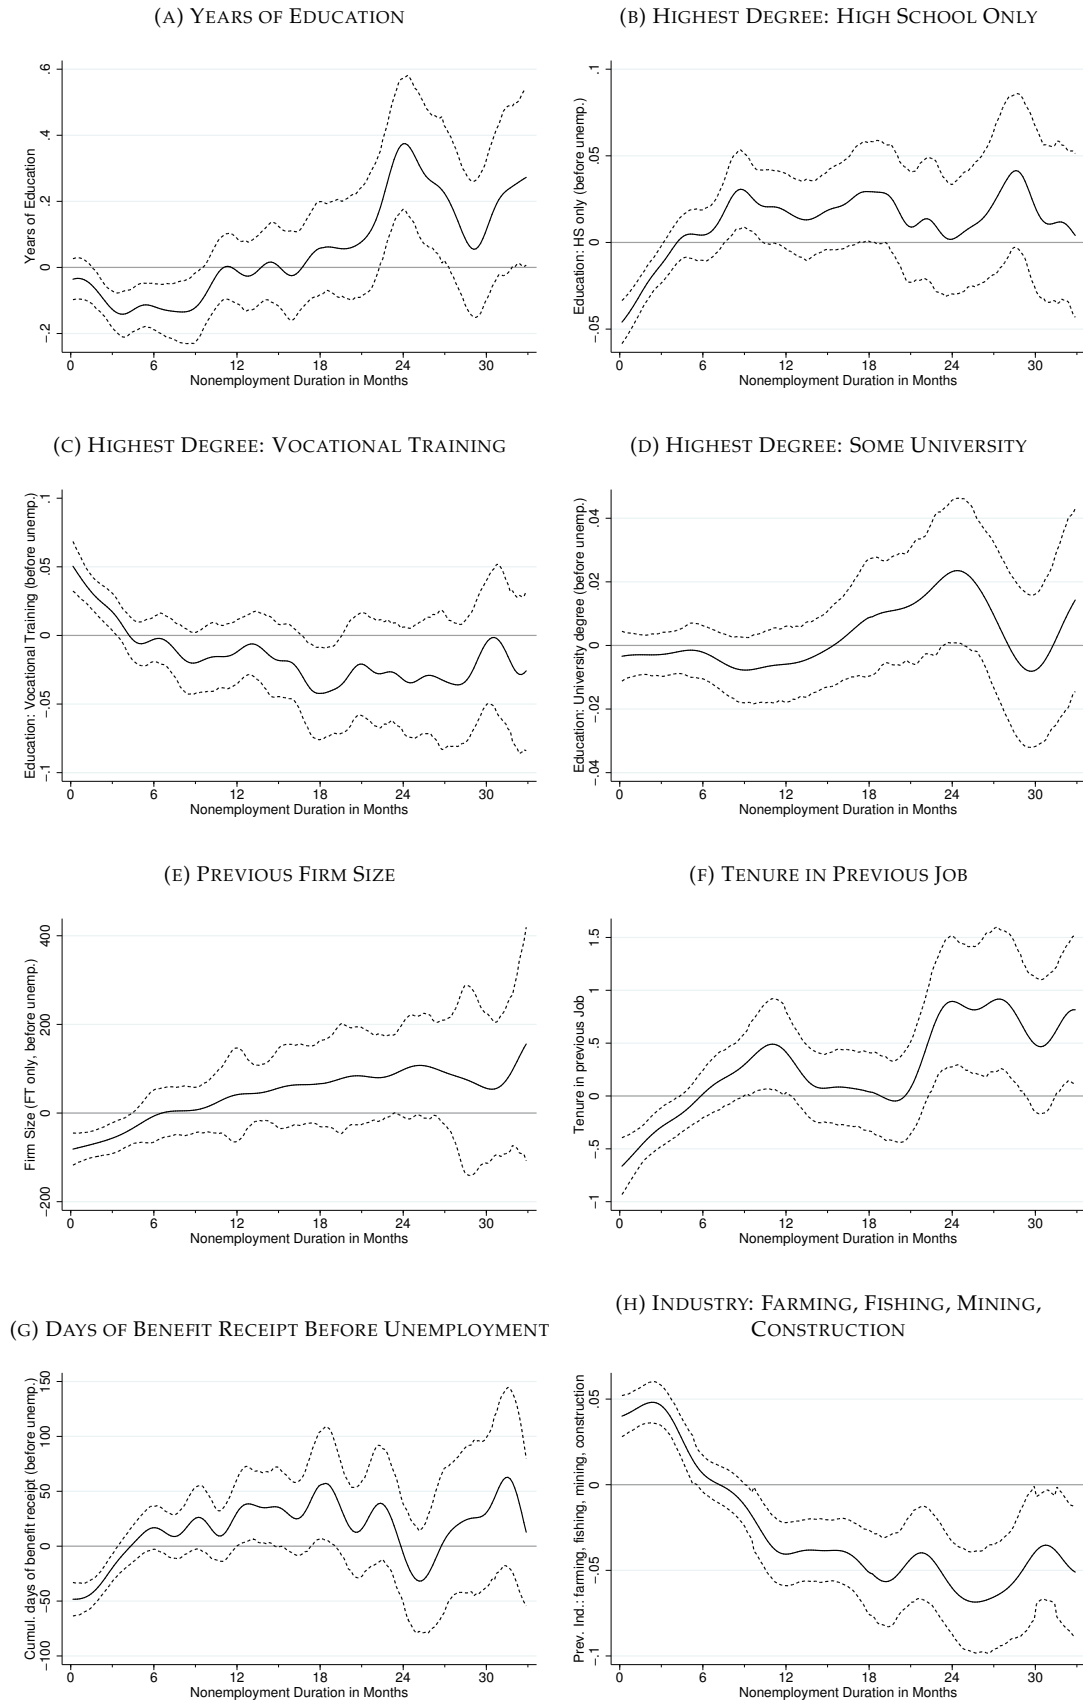 (A) YEARS OF EDUCATION
Years of Education
.6
.4
.2
0
−.2
0 6 12 18 24 30
Nonemployment Duration in Months
(B) HIGHEST DEGREE: HIGH SCHOOL ONLY
Education: HS only (before unemp.)
.1
.05
0
−.05
0 6 12 18 24 30
Nonemployment Duration in Months
(C) HIGHEST DEGREE: VOCATIONAL TRAINING
Education: Vocational Training (before unemp.)
.1
.05
0
−.05
−.1
0 6 12 18 24 30
Nonemployment Duration in Months
(D) HIGHEST DEGREE: SOME UNIVERSITY
Education: University degree (before unemp.)
.04
.02
0
−.02
−.04
0 6 12 18 24 30
Nonemployment Duration in Months
(E) PREVIOUS FIRM SIZE
Firm Size (FT only, before unemp.)
400
200
0
−200
0 6 12 18 24 30
Nonemployment Duration in Months
(F) TENURE IN PREVIOUS JOB
Tenure in previous Job
1.5
1
.5
0
−.5
−1
0 6 12 18 24 30
Nonemployment Duration in Months
(G) DAYS OF BENEFIT RECEIPT BEFORE UNEMPLOYMENT
Cumul. days of benefit receipt (before unemp.)
150
100
50
0
−50
−100
0 6 12 18 24 30
Nonemployment Duration in Months
(H) INDUSTRY: FARMING, FISHING, MINING,
CONSTRUCTION
Prev. Ind.: farming, fishing, mining, construction
.05
0
−.05
−.1
0 6 12 18 24 30
Nonemployment Duration in Months